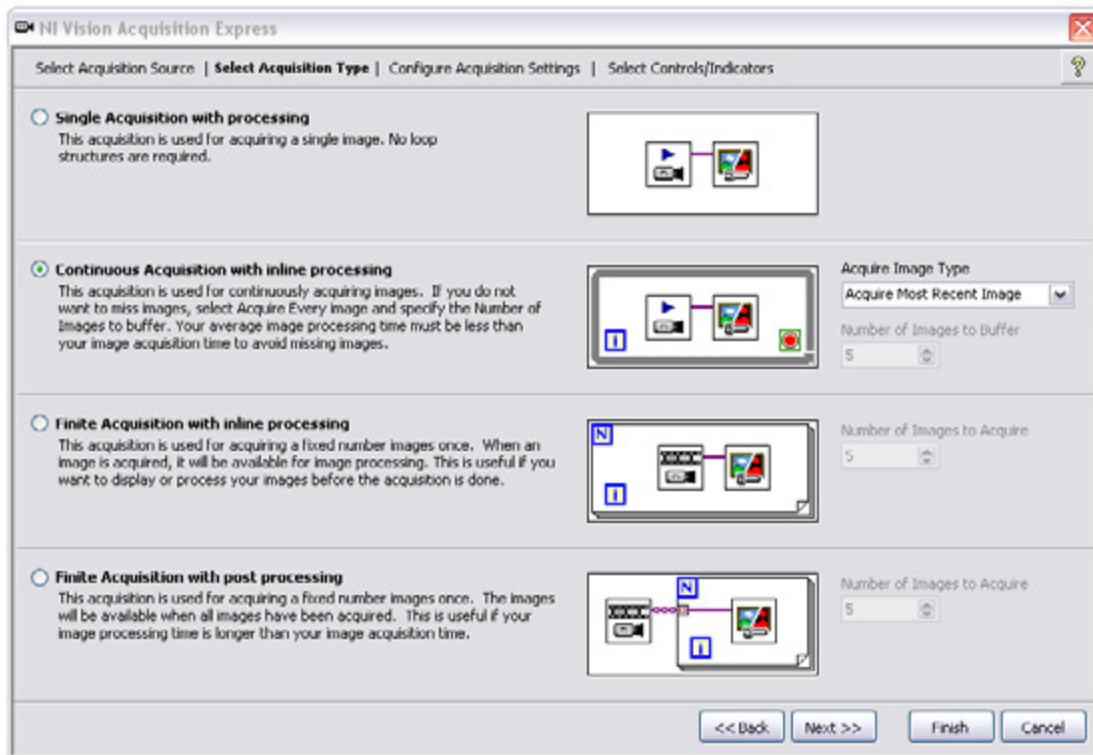 NI Vision Acquisition Express
Select Acquisition Source | Select Acquisition Type | Configure Acquisition Settings | Select Controls/Indicators
?
Single Acquisition with processing
This acquisition is used for acquiring a single image. No loop
structures are required.
Continuous Acquisition with inline processing
This acquisition is used for continuously acquiring images. If you do not
want to miss images, select Acquire Every image and specify the Number of
Images to buffer. Your average image processing time must be less than
your image acquisition time to avoid missing images.
i
Acquire Image Type
Acquire Most Recent Image
Number of Images to Buffer
5
Finite Acquisition with inline processing
This acquisition is used for acquiring a fixed number images once. When an
image is acquired, it will be available for image processing. This is useful if you
want to display or process your images before the acquisition is done.
N
i
Number of Images to Acquire
5
Finite Acquisition with post processing
This acquisition is used for acquiring a fixed number images once. The images
will be available when all images have been acquired. This is useful if your
image processing time is longer than your image acquisition time.
N
i
Number of Images to Acquire
5
<< Back
Next >>
Finish
Cancel